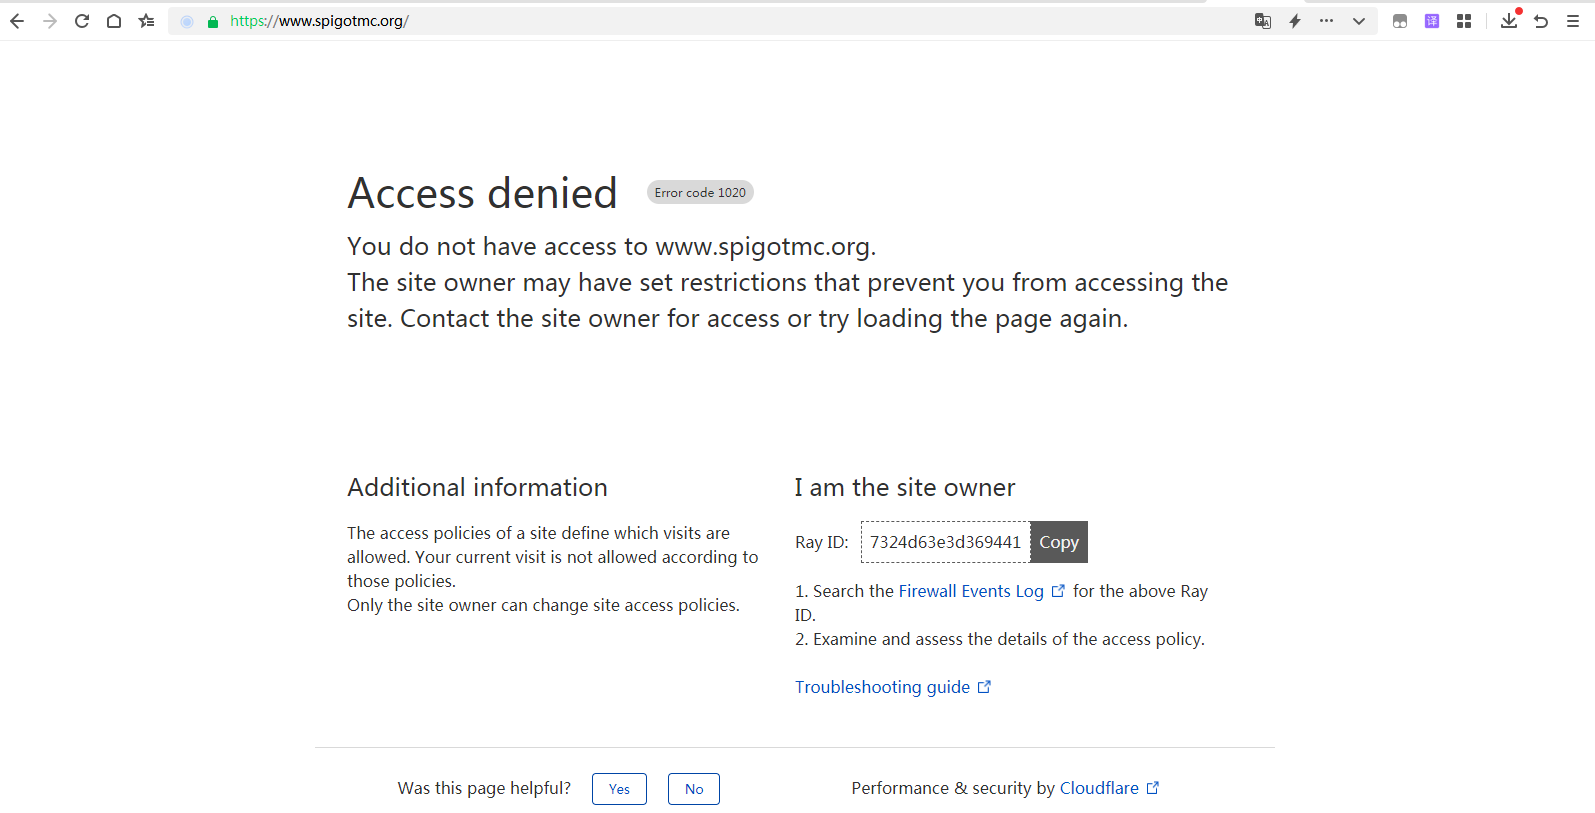 https://www.spigotmc.org/
译
Access denied
Error code 1020
You do not have access to www.spigotmc.org.
The site owner may have set restrictions that prevent you from accessing the
site. Contact the site owner for access or try loading the page again.
Additional information
The access policies of a site define which visits are
allowed. Your current visit is not allowed according to
those policies.
Only the site owner can change site access policies.
I am the site owner
Ray ID: 7324d63e3d369441 Copy
1. Search the Firewall Events Log for the above Ray
ID.
2. Examine and assess the details of the access policy.
Troubleshooting guide
Was this page helpful? Yes No
Performance & security by Cloudflare